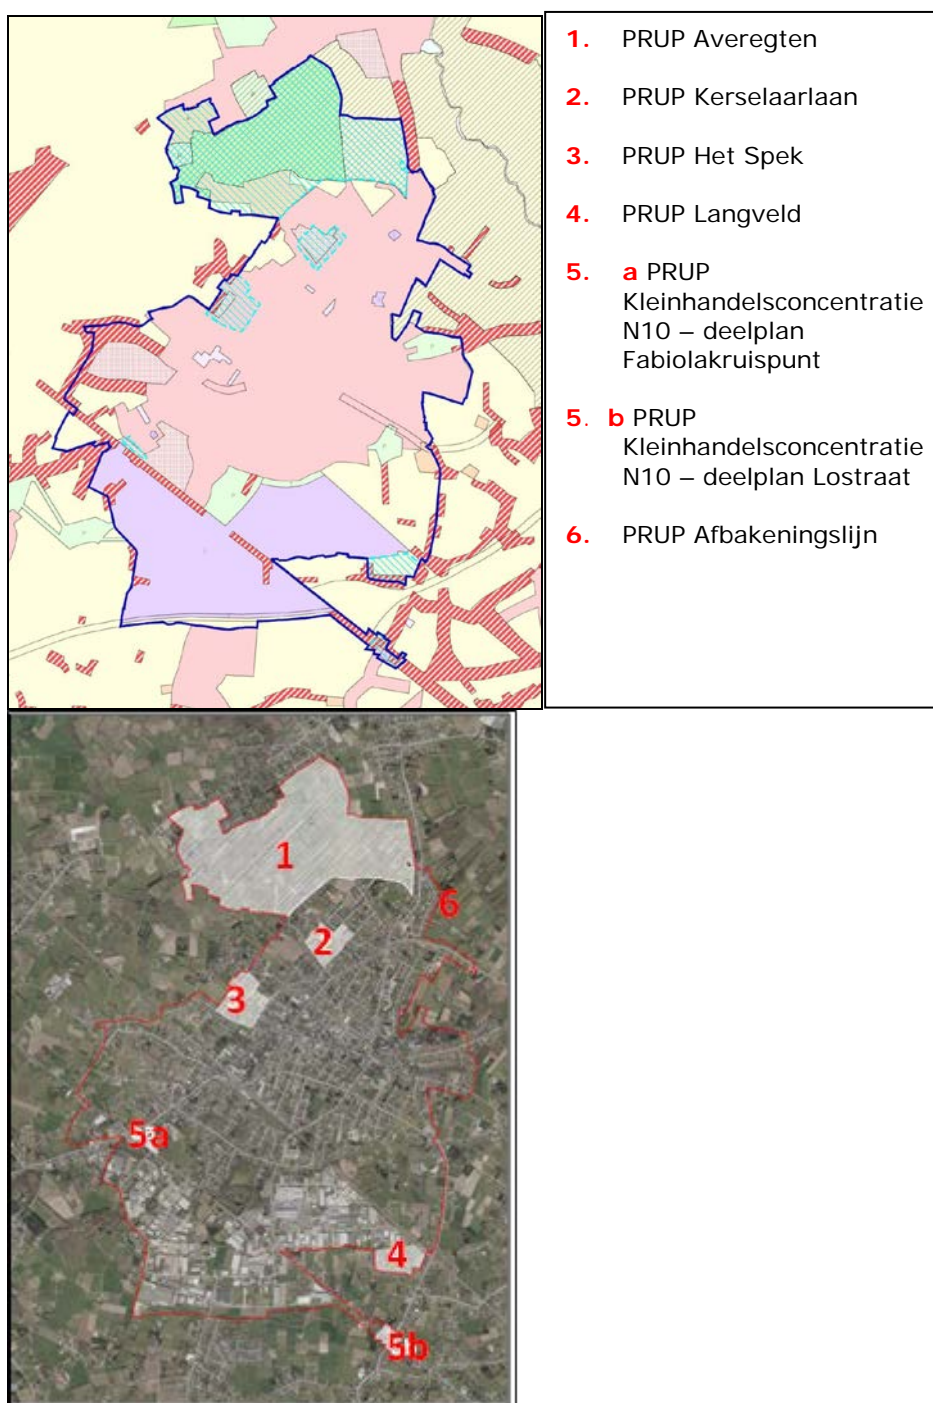 1. PRUP Averegten
2. PRUP Kerselaarlaan
3. PRUP Het Spek
4. PRUP Langveld
5. a PRUP
Kleinhandelsconcentratie
N10 – deelplan
Fabiolakruispunt
5. b PRUP
Kleinhandelsconcentratie
N10 – deelplan Lostraat
6. PRUP Afbakeningslijn
1
6
2
3
5a
4
5b